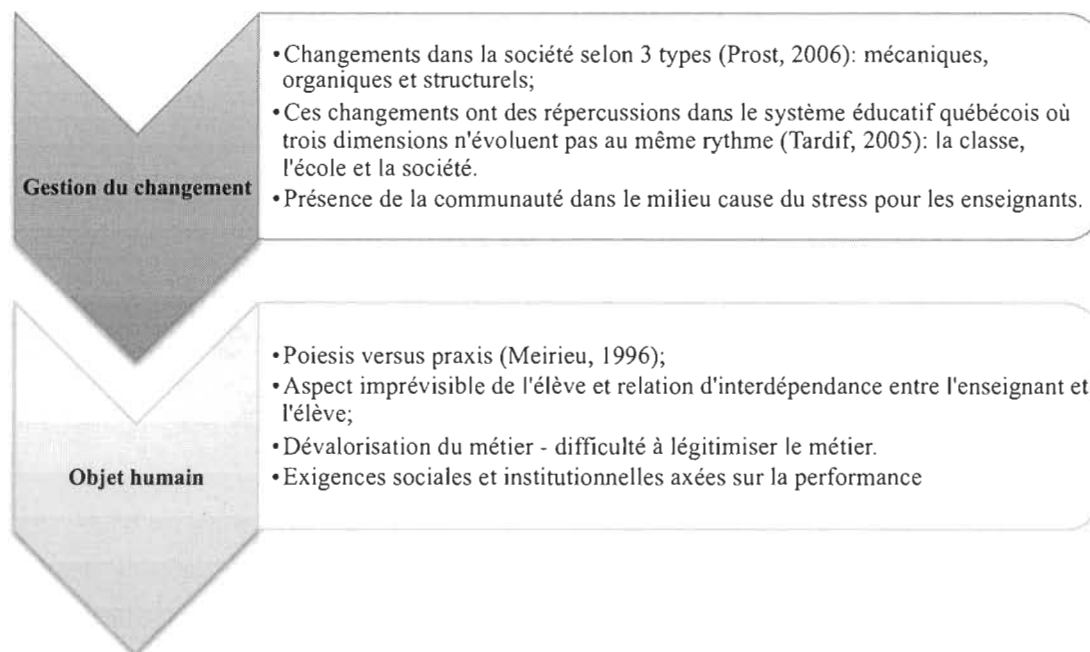 •Changements dans la société selon 3 types (Prost, 2006): mécaniques,
organiques et structurels;
•Ces changements ont des répercussions dans le système éducatif québécois où
trois dimensions n'évoluent pas au même rythme (Tardif, 2005): la classe,
l'école et la société.
Gestion du changement
•Présence de la communauté dans le milieu cause du stress pour les enseignants.
•Poiesis versus praxis (Meirieu, 1996);
•Aspect imprévisible de l'élève et relation d'interdépendance entre l'enseignant et
l'élève;
•Dévalorisation du métier - difficulté à légitimiser le métier.
Objet humain
•Exigences sociales et institutionnelles axées sur la performance